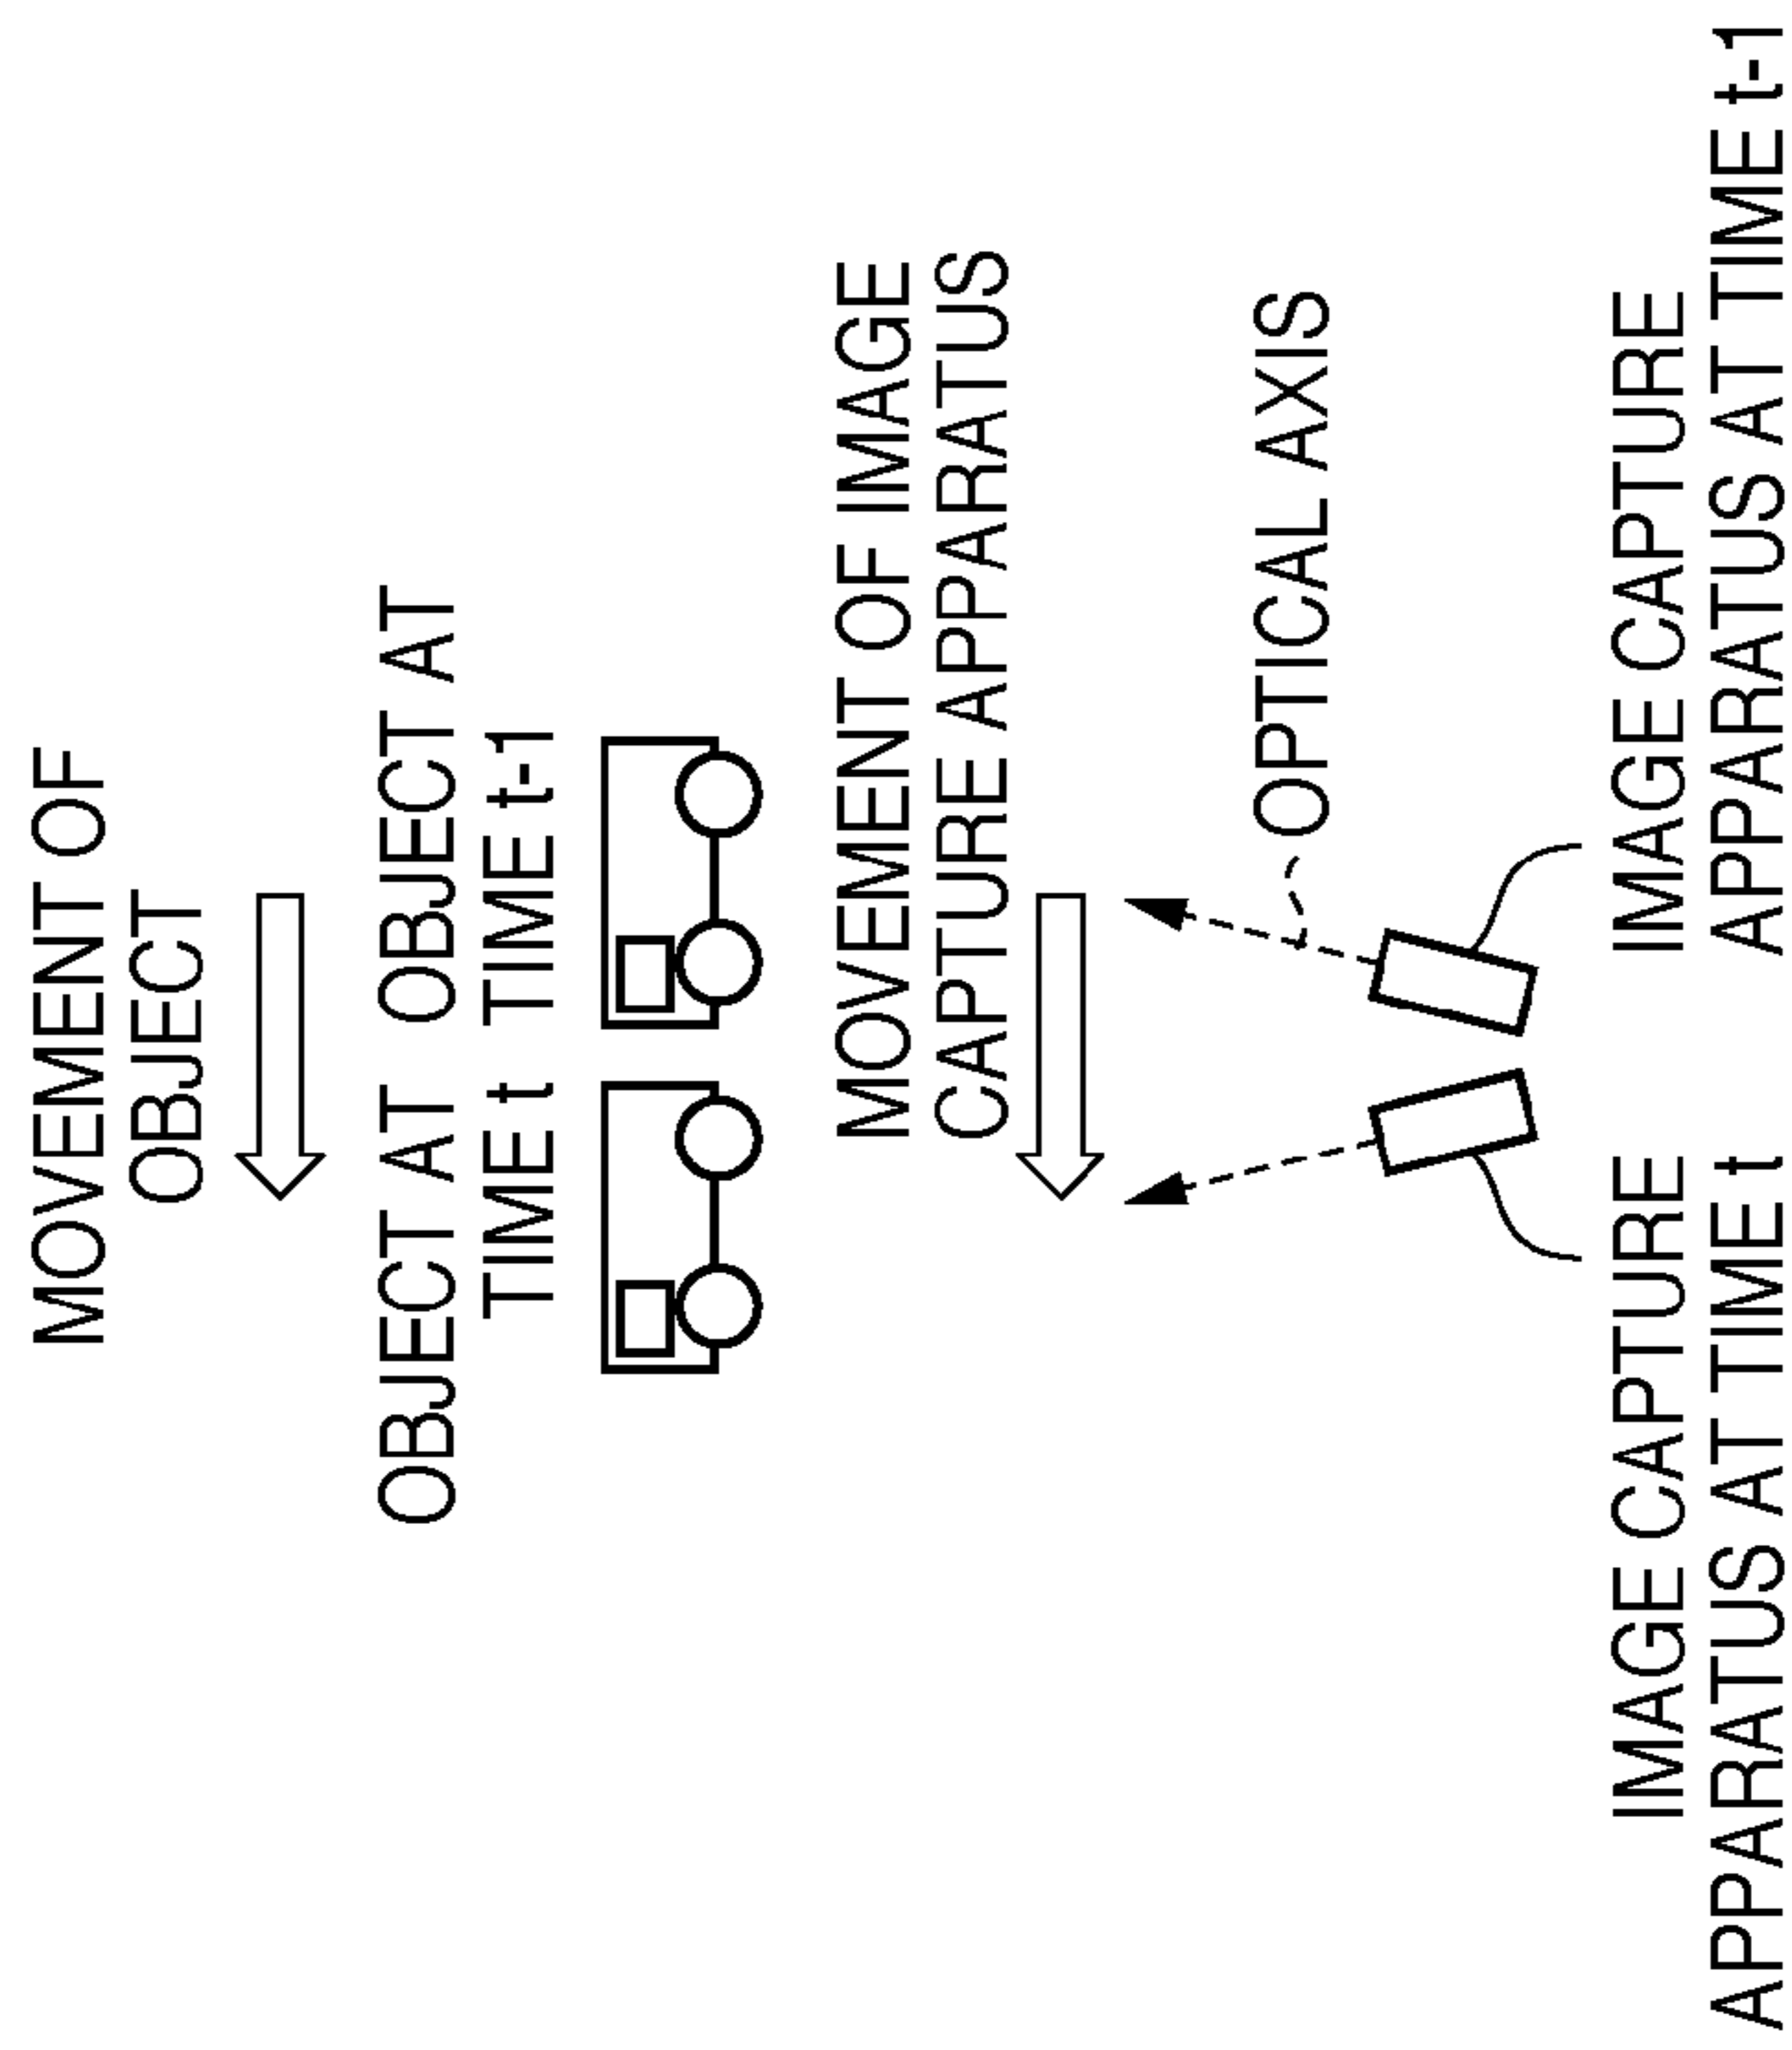 MOVEMENT OF
OBJECT
OBJECT AT
TIME t
OBJECT AT
TIME t-1
MOVEMENT OF IMAGE
CAPTURE APPARATUS
OPTICAL AXIS
IMAGE CAPTURE
APPARATUS AT TIME t
IMAGE CAPTURE
APPARATUS AT TIME t-1